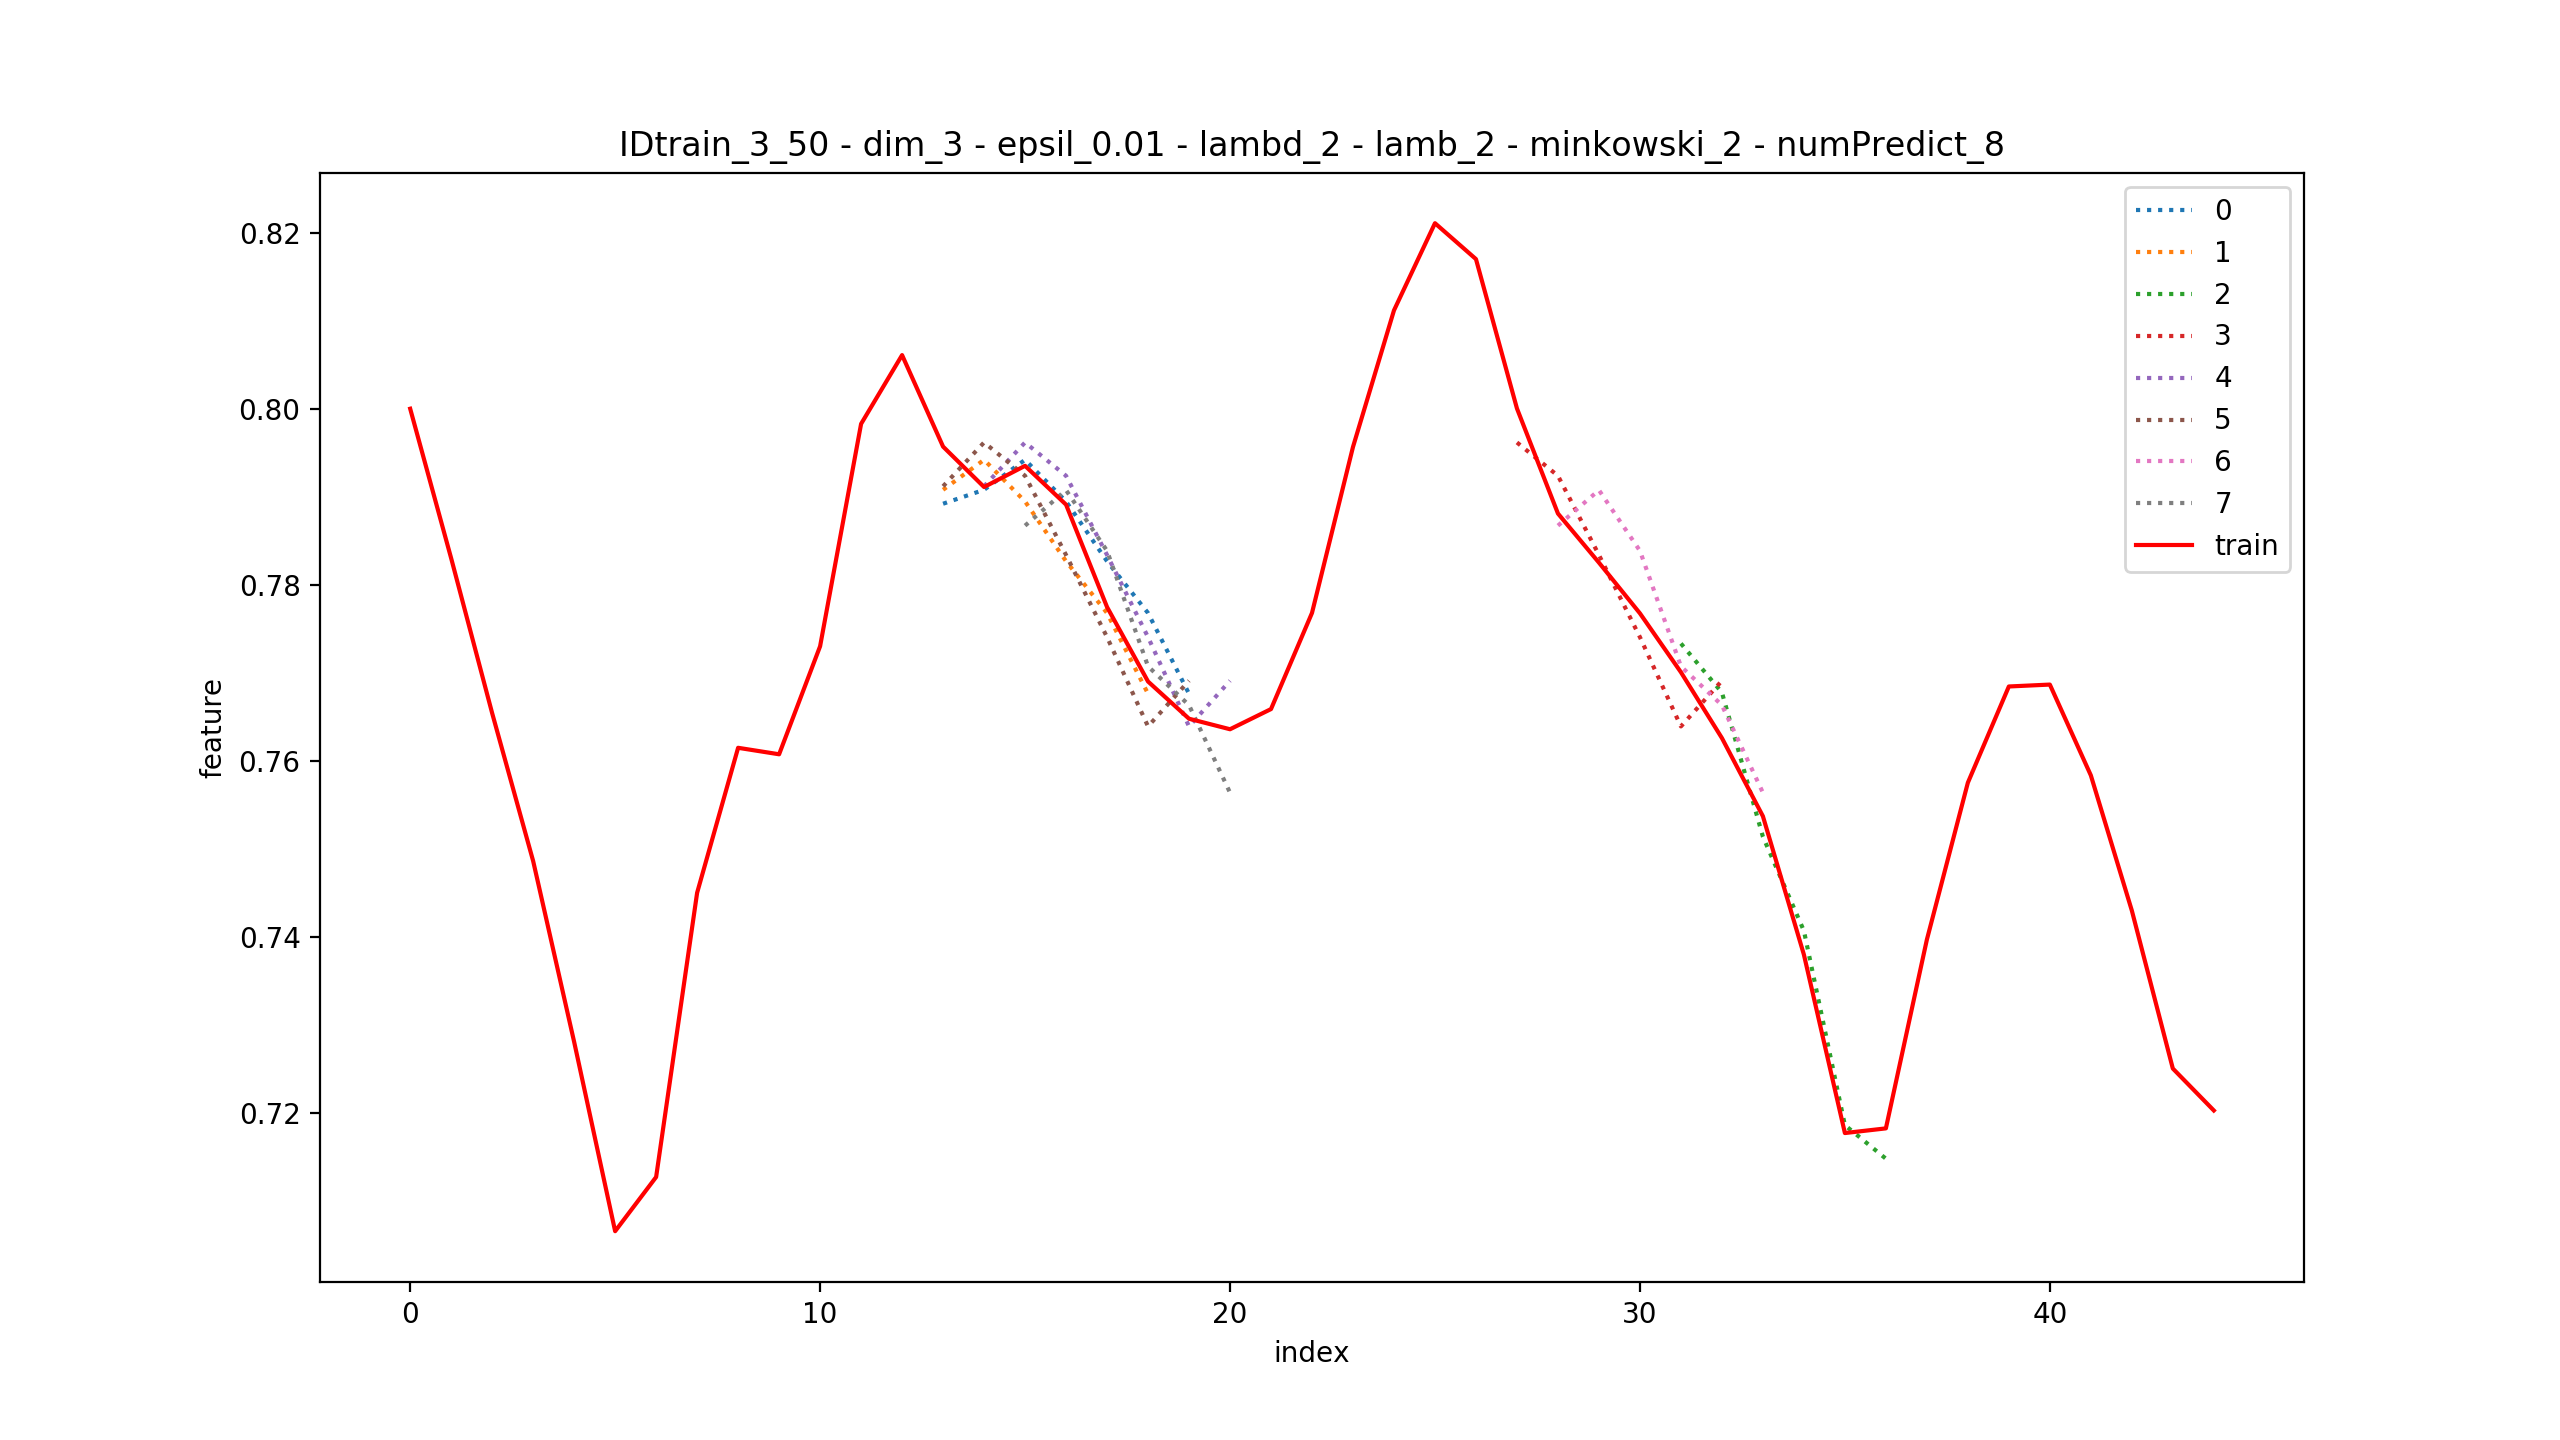 IDtrain_3_50 - dim_3 - epsil_0.01 - lambd_2 - lamb_2 - minkowski_2 - numPredict_8
0
1
2
3
4
5
6
7
train
0.82
0.80
0.78
0.76
0.74
0.72
feature
0 10 20 30 40
index